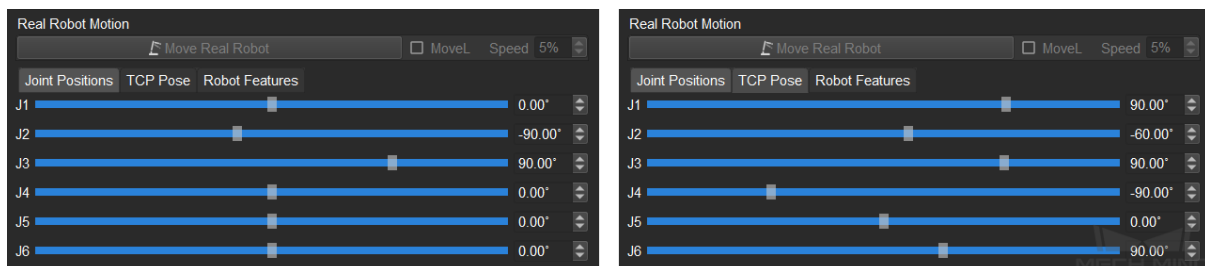 Real Robot Motion
Move Real Robot MoveL Speed 5%
Joint Positions TCP Pose Robot Features
J1 0.00°
J2 -90.00°
J3 90.00°
J4 0.00°
J5 0.00°
J6 0.00°
Real Robot Motion
Move Real Robot MoveL Speed 5%
Joint Positions TCP Pose Robot Features
J1 90.00°
J2 -60.00°
J3 90.00°
J4 -90.00°
J5 0.00°
J6 90.00°